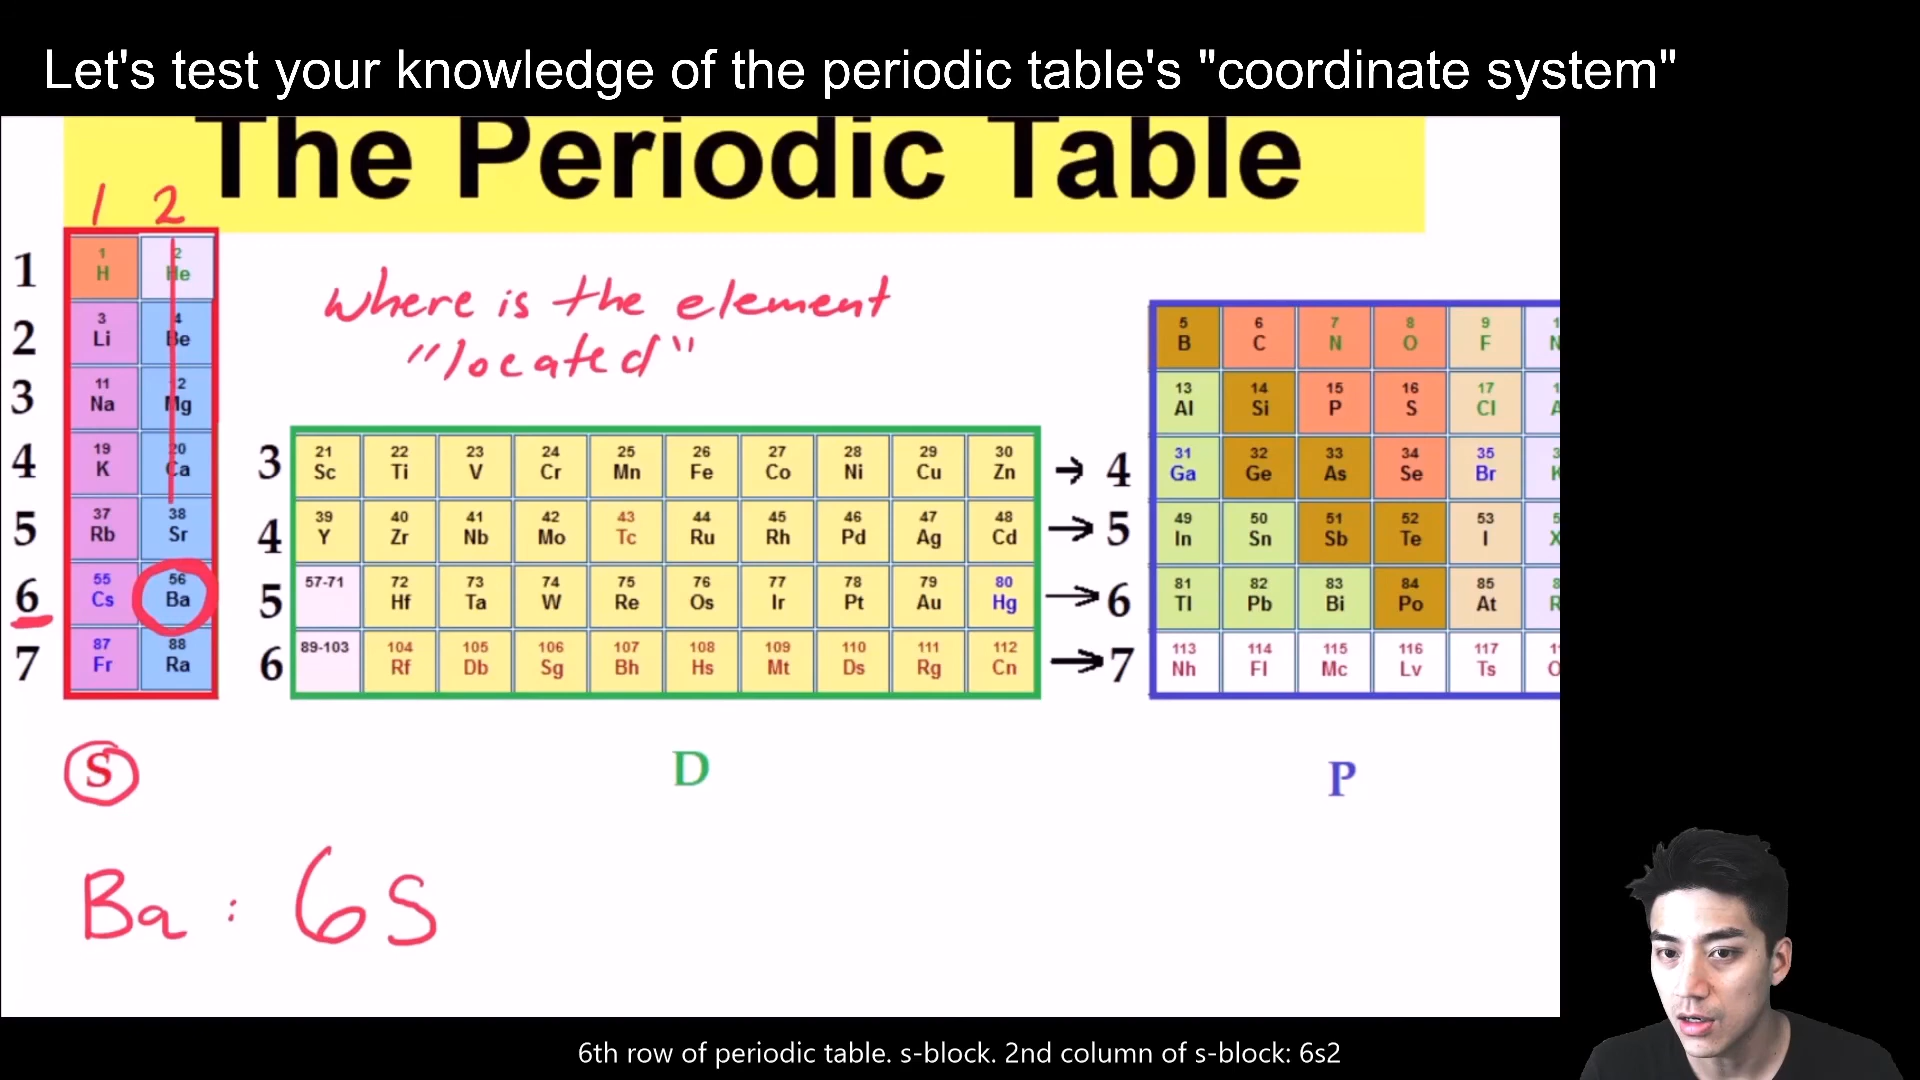 Let's test your knowledge of the periodic table's "coordinate system"
The Periodic Table
1 2
1 1 H 2 He
2 3 Li 4 Be
3 11 Na 12 Mg
4 19 K 20 Ca
5 37 Rb 38 Sr
6 55 Cs 56 Ba
7 87 Fr 88 Ra
S
where is the element
"located"
3 21 Sc 22 Ti 23 V 24 Cr 25 Mn 26 Fe 27 Co 28 Ni 29 Cu 30 Zn
4 39 Y 40 Zr 41 Nb 42 Mo 43 Tc 44 Ru 45 Rh 46 Pd 47 Ag 48 Cd
5 57-71 72 Hf 73 Ta 74 W 75 Re 76 Os 77 Ir 78 Pt 79 Au 80 Hg
6 89-103 104 Rf 105 Db 106 Sg 107 Bh 108 Hs 109 Mt 110 Ds 111 Rg 112 Cn
D
5 B 6 C 7 N 8 O 9 F
13 Al 14 Si 15 P 16 S 17 Cl
→ 4 31 Ga 32 Ge 33 As 34 Se 35 Br
→ 5 49 In 50 Sn 51 Sb 52 Te 53 I
→ 6 81 Tl 82 Pb 83 Bi 84 Po 85 At
→ 7 113 Nh 114 Fl 115 Mc 116 Lv 117 Ts
P
Ba : 6s
6th row of periodic table. s-block. 2nd column of s-block: 6s2